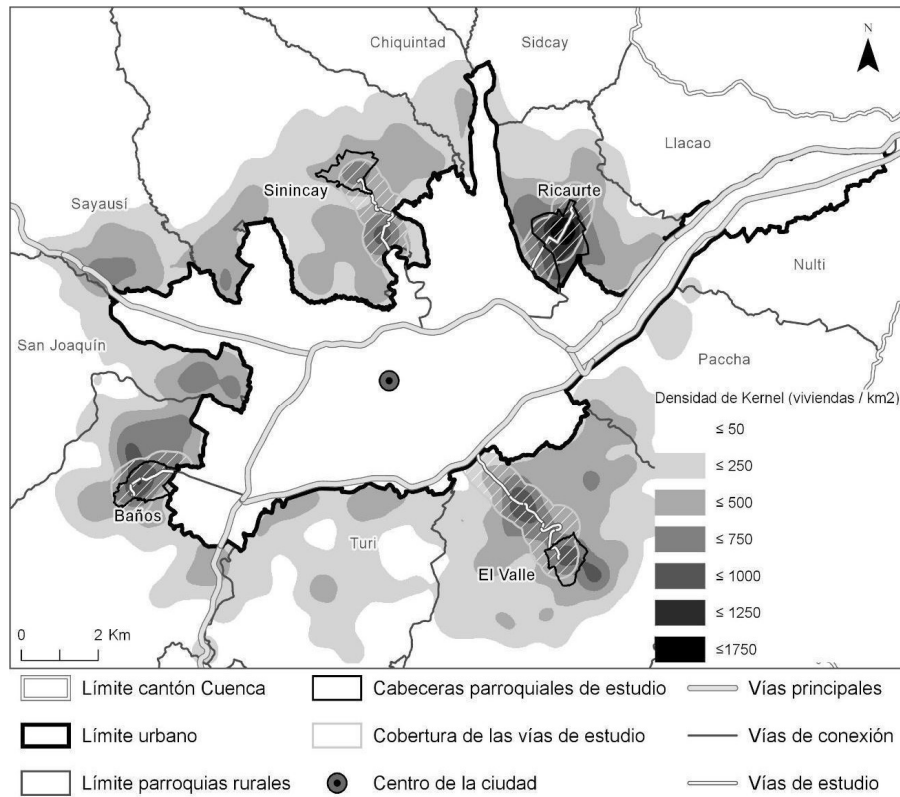 Chiquintad
Sidcay
N
Llacao
Sinincay
Ricaurte
Sayausí
Nulti
San Joaquín
Paccha
Densidad de Kernel (viviendas / km2)
≤ 50
≤ 250
≤ 500
≤ 750
≤ 1000
≤ 1250
≤1750
Baños
Turi
El Valle
0 2 Km
Límite cantón Cuenca
Cabeceras parroquiales de estudio
Vías principales
Límite urbano
Cobertura de las vías de estudio
Vías de conexión
Límite parroquias rurales
Centro de la ciudad
Vías de estudio